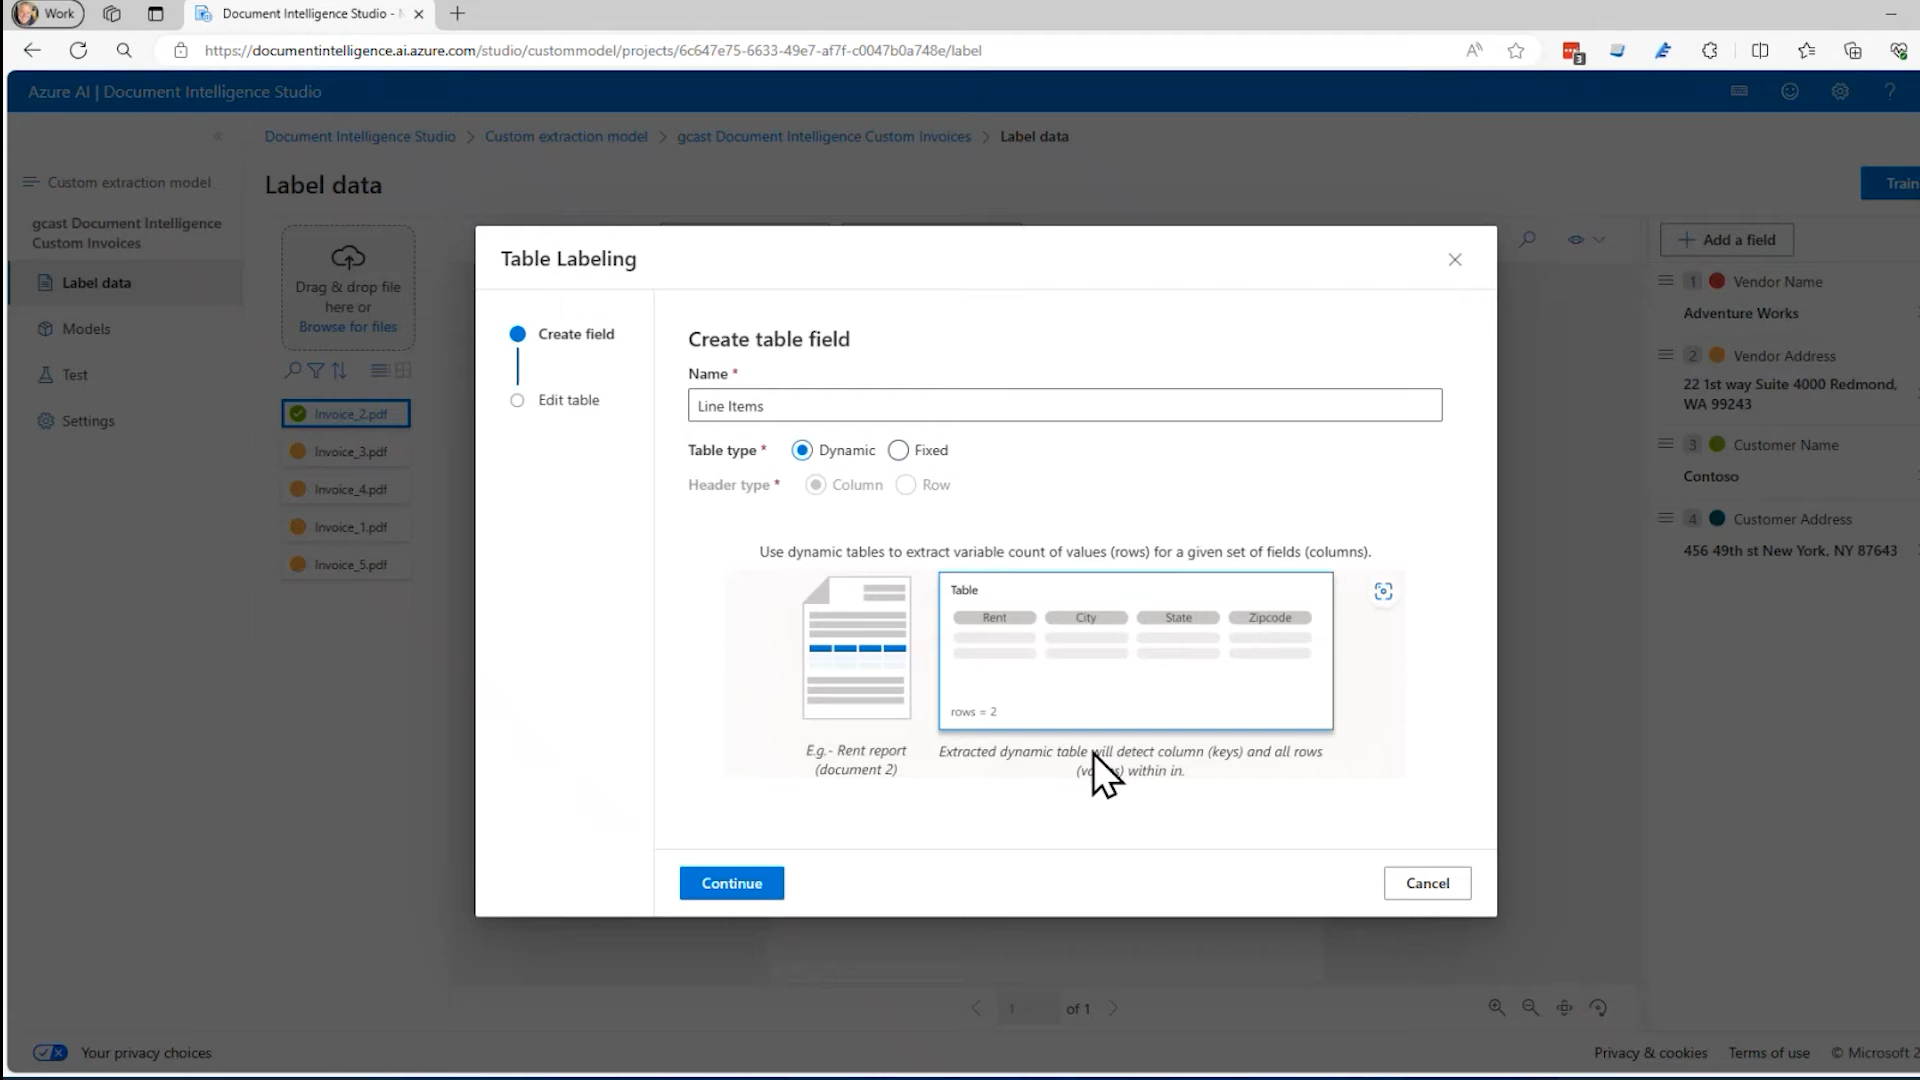 Work
Document Intelligence Studio -
https://documentintelligence.ai.azure.com/studio/custommodel/projects/6c647e75-6633-49e7-af7f-c0047b0a748e/label
3
Azure AI | Document Intelligence Studio
Document Intelligence Studio > Custom extraction model > gcast Document Intelligence Custom Invoices > Label data
Custom extraction model
gcast Document Intelligence
Custom Invoices
Label data
Models
Test
Settings
Label data
Train
Drag & drop file
here or
Browse for files
Invoice_2.pdf
Invoice_3.pdf
Invoice_4.pdf
Invoice_1.pdf
Invoice_5.pdf
Table Labeling
Create field
Edit table
Create table field
Name *
Line Items
Table type * Dynamic Fixed
Header type * Column Row
Use dynamic tables to extract variable count of values (rows) for a given set of fields (columns).
Table
Rent City State Zipcode
rows = 2
E.g.- Rent report
(document 2)
Extracted dynamic table will detect column (keys) and all rows
within in.
Continue
Cancel
Add a field
1 Vendor Name
Adventure Works
2 Vendor Address
22 1st way Suite 4000 Redmond,
WA 99243
3 Customer Name
Contoso
4 Customer Address
456 49th st New York, NY 87643
1 of 1
Your privacy choices
Privacy & cookies
Terms of use
© Microsoft 2